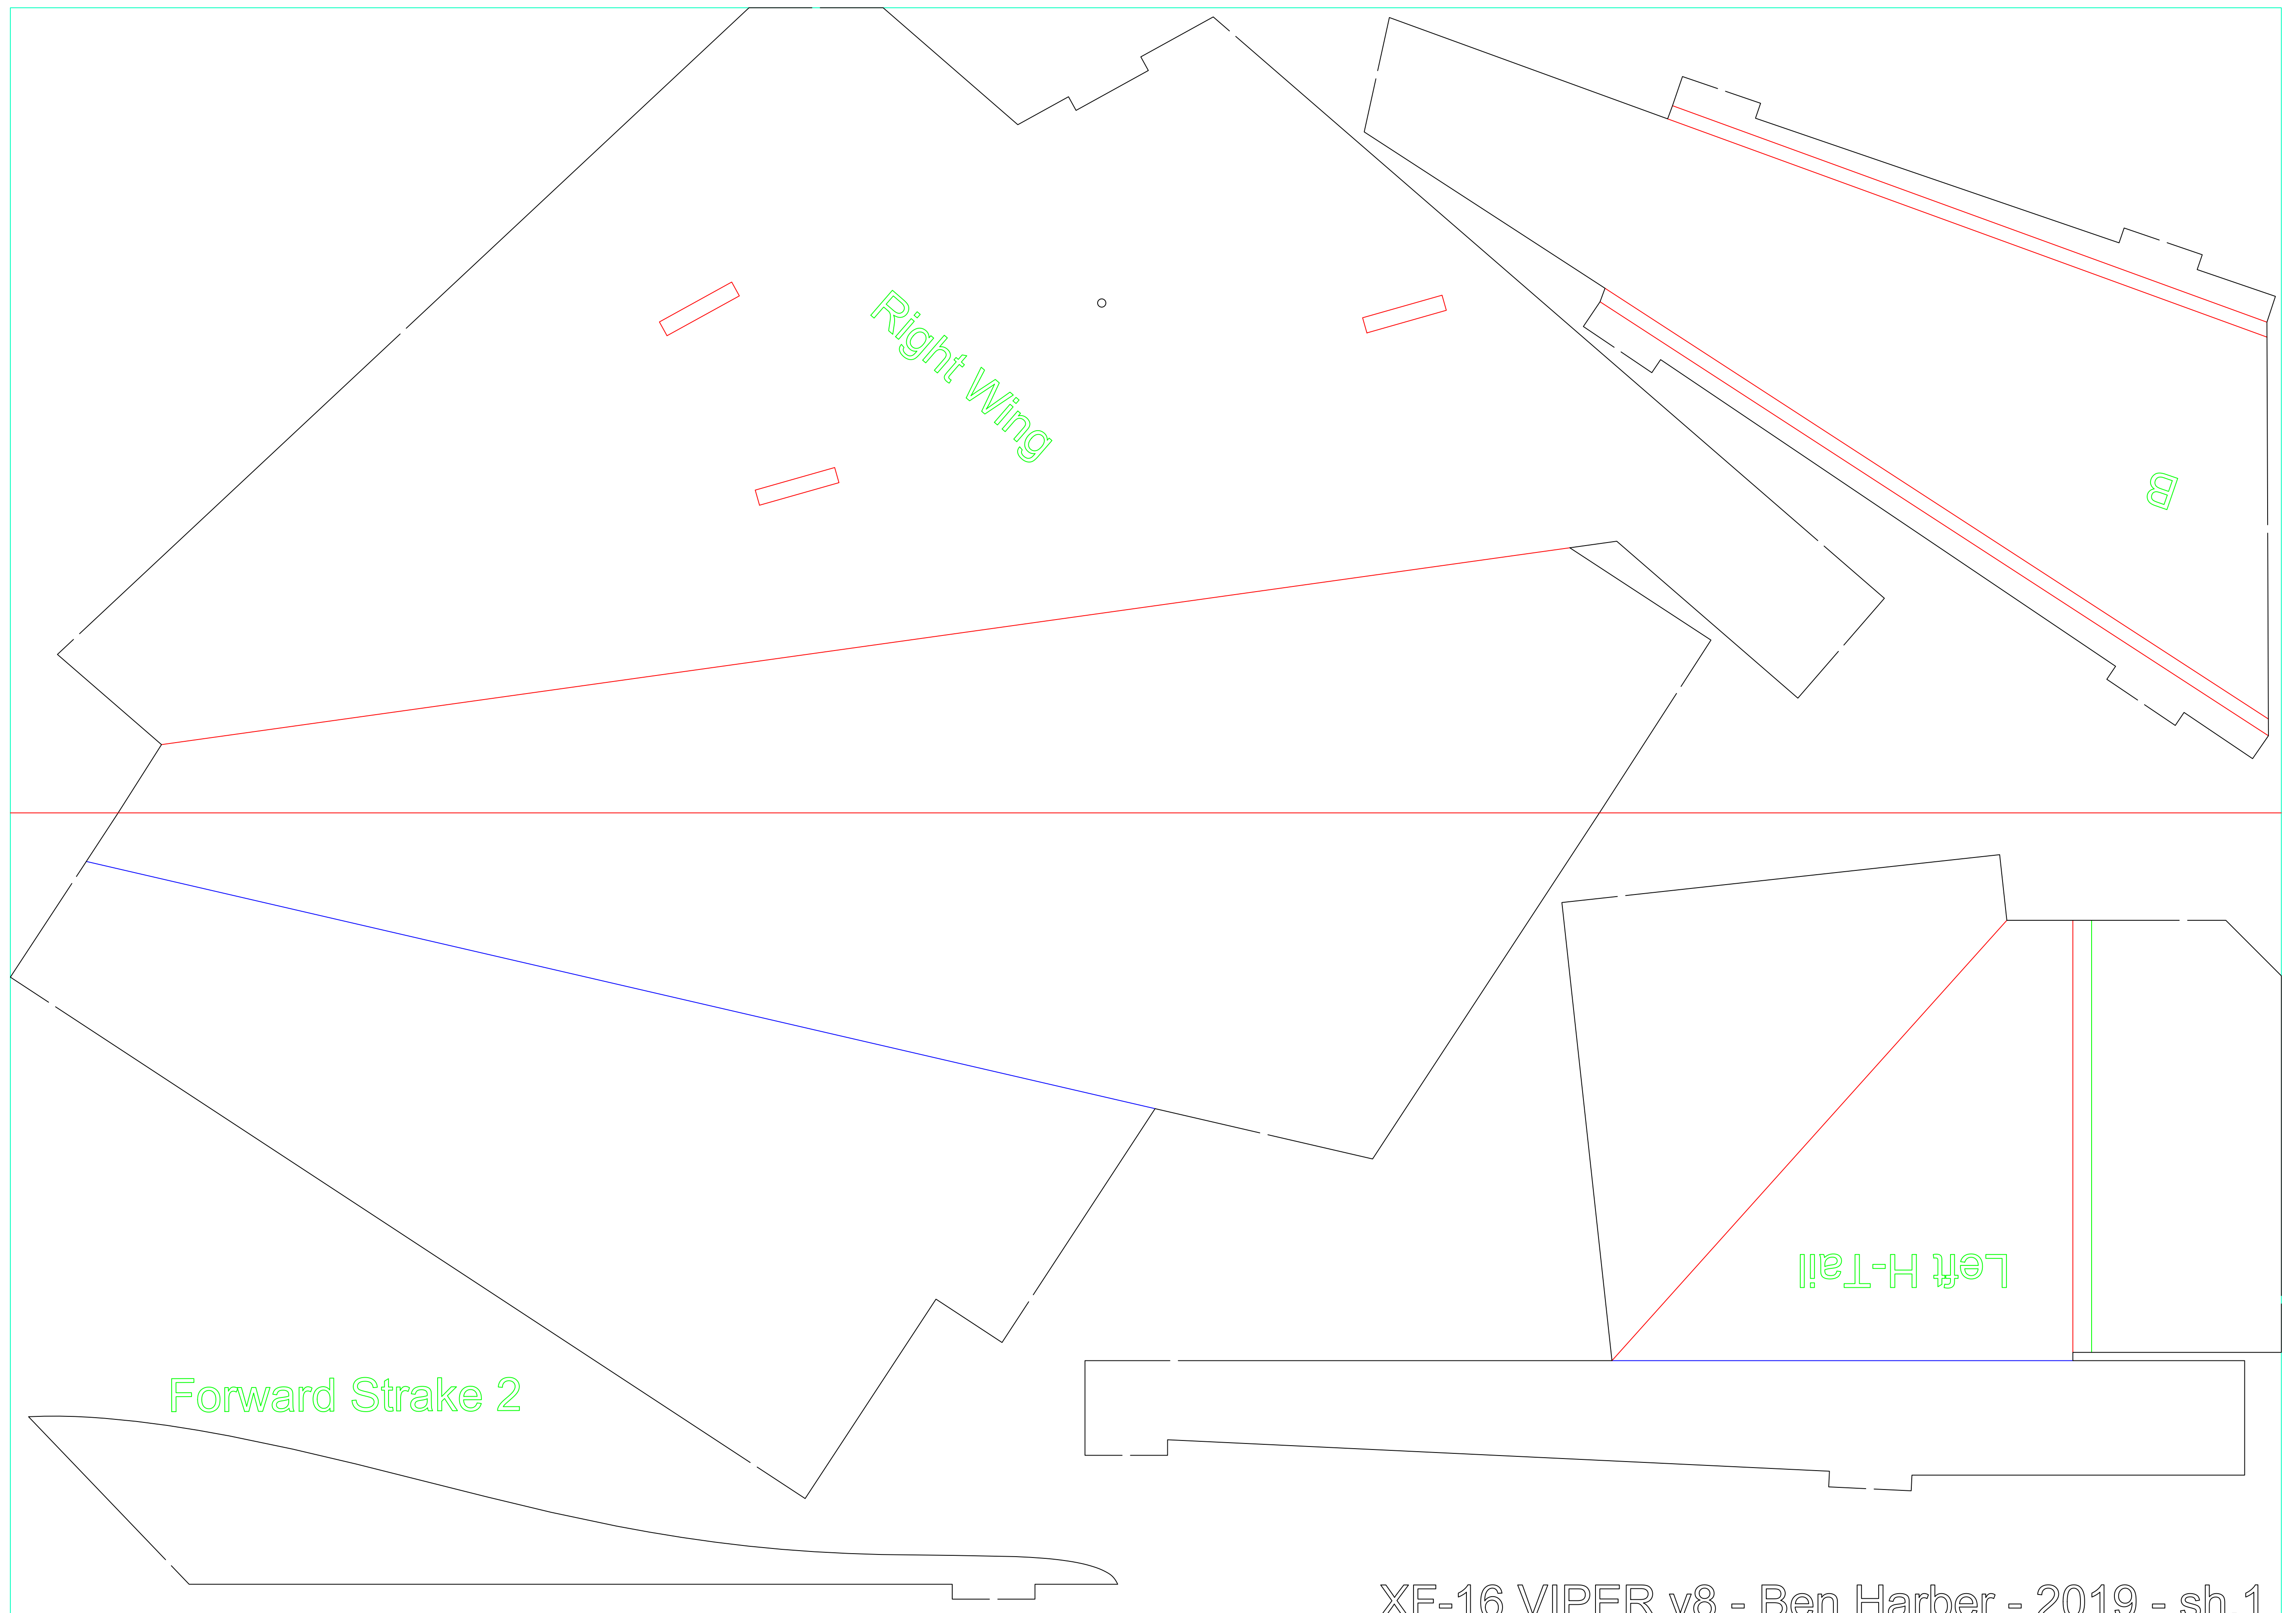 Right Wing
B
Left H-Tail
Forward Strake 2
XF-16 VIPER v8 - Ben Harber - 2019 - sh 1